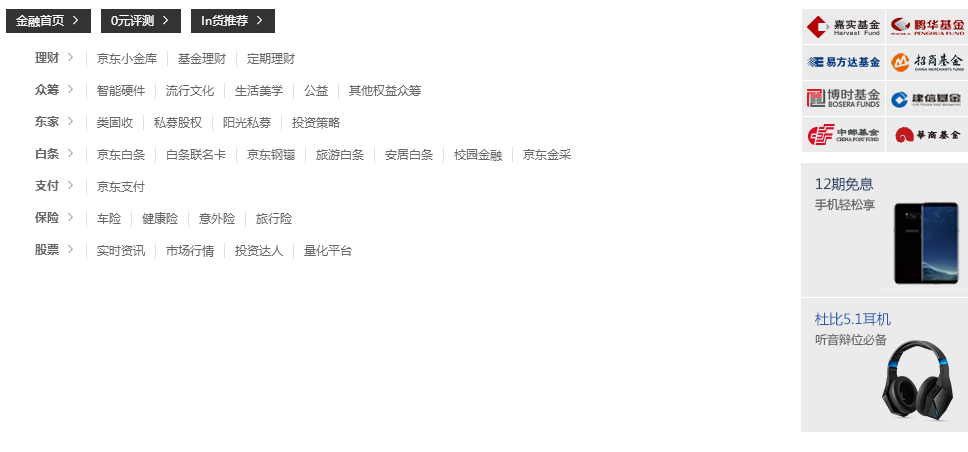 金融首页 0元评测 In货推荐
理财 京东小金库 基金理财 定期理财
众筹 智能硬件 流行文化 生活美学 公益 其他权益众筹
东家 类固收 私募股权 阳光私募 投资策略
白条 京东白条 白条联名卡 京东钢镚 旅游白条 安居白条 校园金融 京东金采
支付 京东支付
保险 车险 健康险 意外险 旅行险
股票 实时资讯 市场行情 投资达人 量化平台
嘉实基金 鹏华基金
Harvest Fund PENGHUA FUND
易方达基金 招商基金
CHINA MERCHANTS FUND
博时基金 建信基金
BOSERA FUNDS
中邮基金 華商基金
CHINA POST FUND
12期免息
手机轻松享
杜比5.1耳机
听音辩位必备